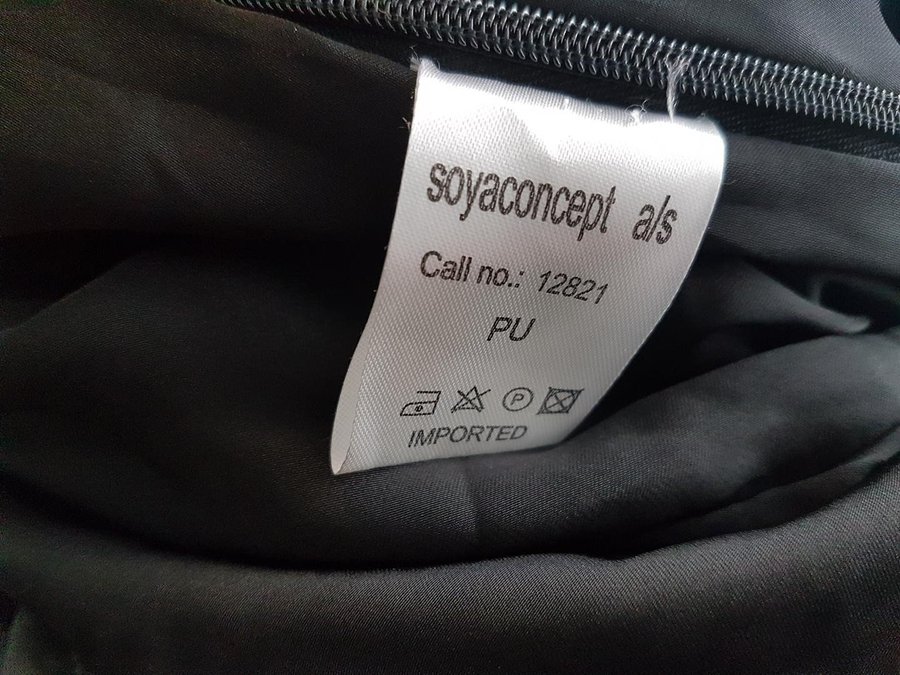 soyaconcept a/s
Call no.: 12821
PU
P
IMPORTED